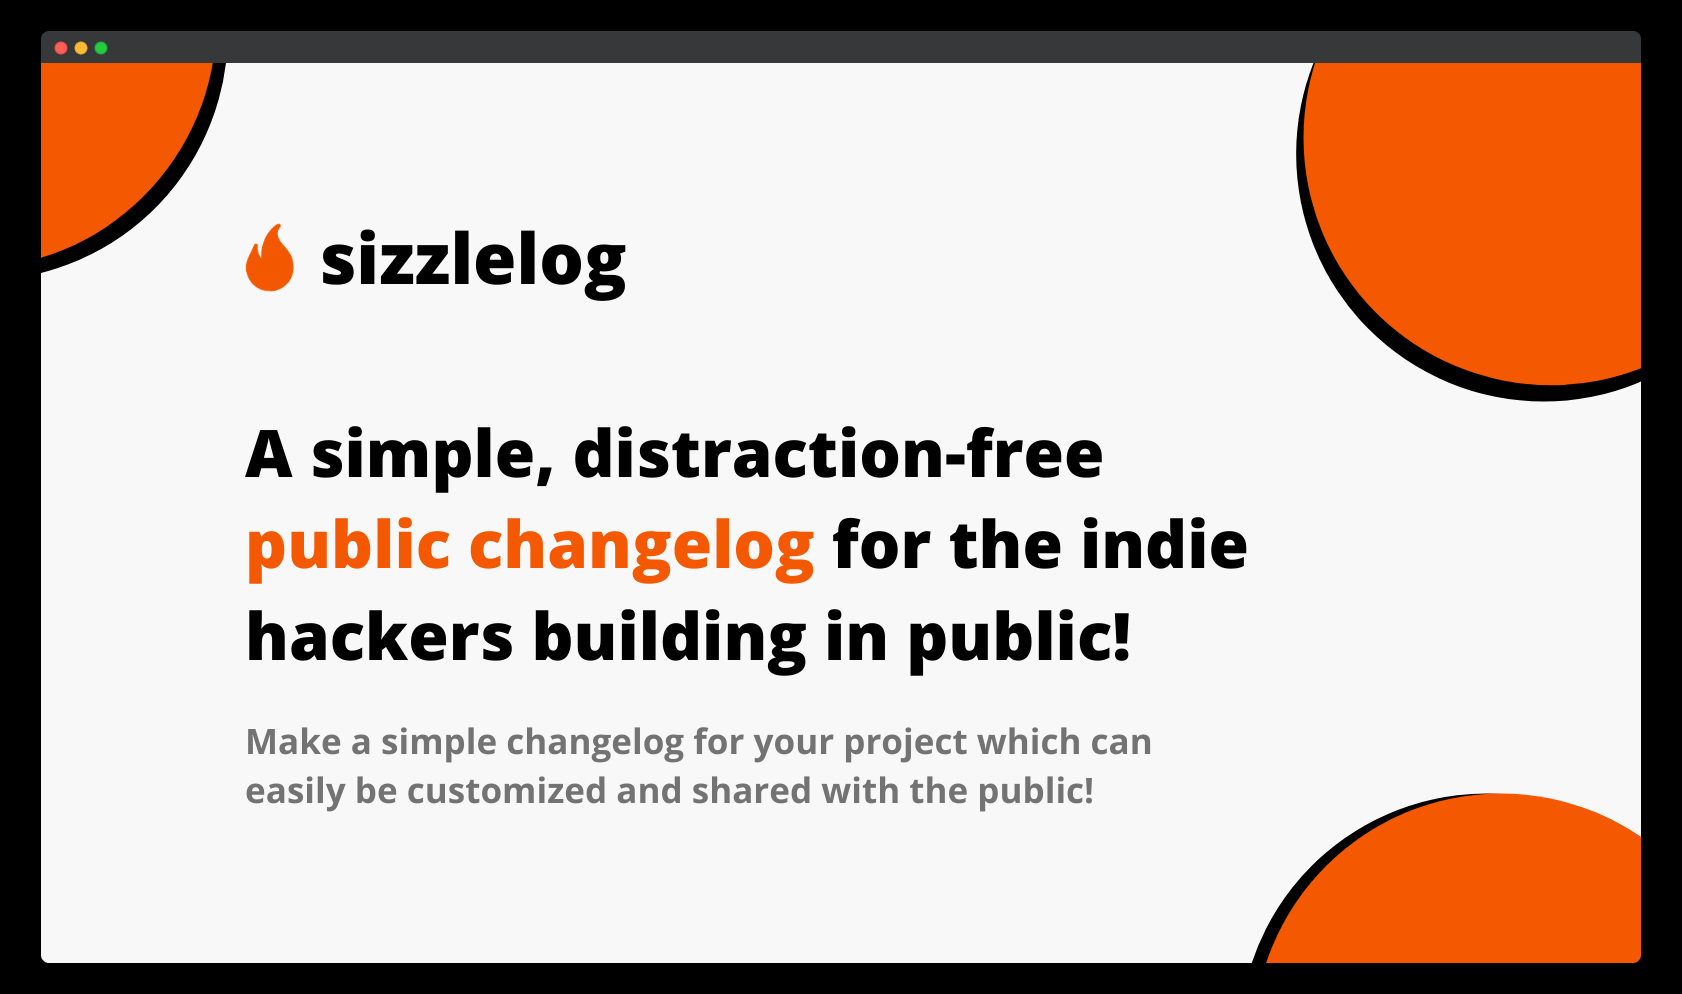 sizzlelog
A simple, distraction-free
public changelog for the indie
hackers building in public!
Make a simple changelog for your project which can
easily be customized and shared with the public!